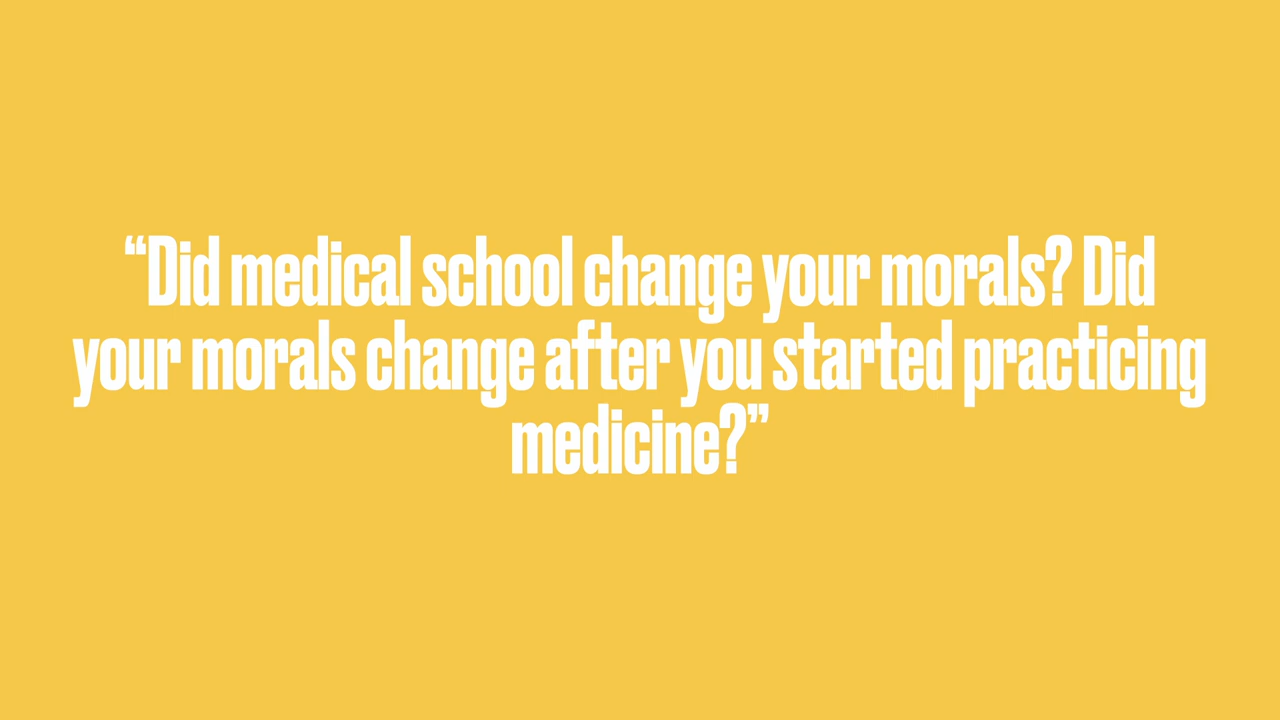 “Did medical school change your morals? Did
your morals change after you started practicing
medicine?”